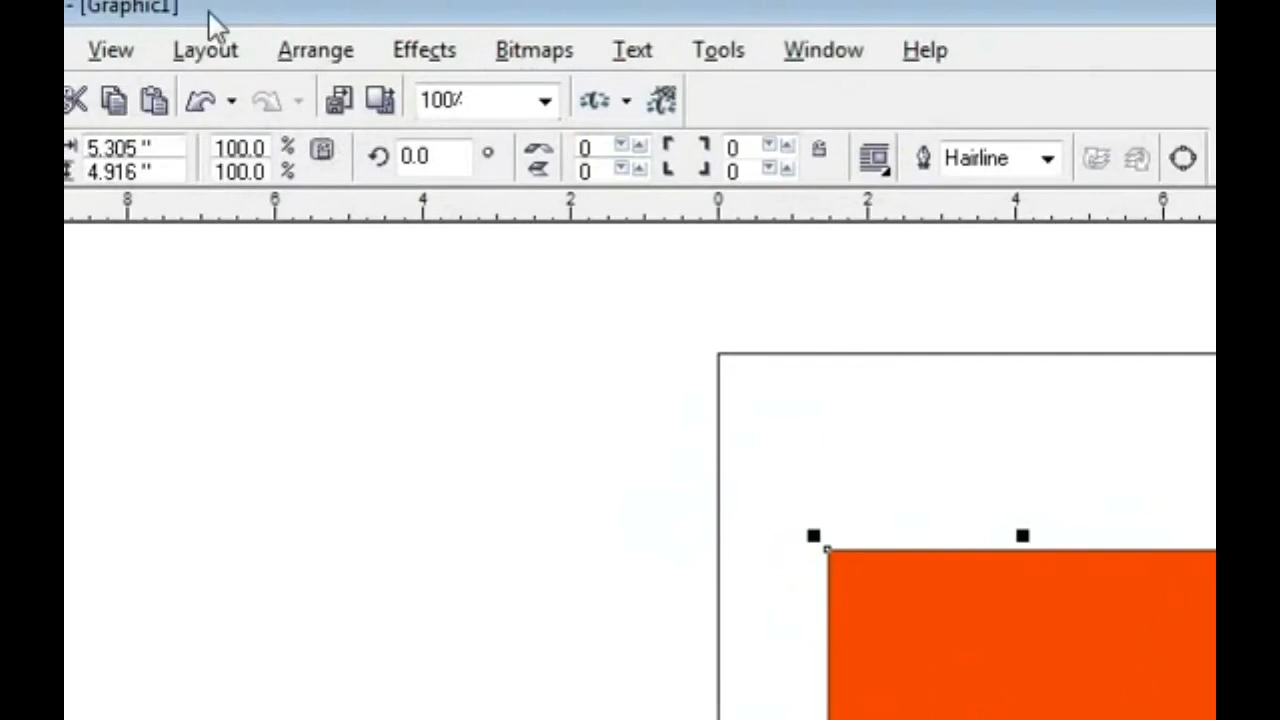 - [Graphic1]
View Layout Arrange Effects Bitmaps Text Tools Window Help
100%
5.305 " 100.0 % 0.0 ° 0 0 Hairline
4.916 " 100.0 % 0 0
8 6 4 2 0 2 4 6